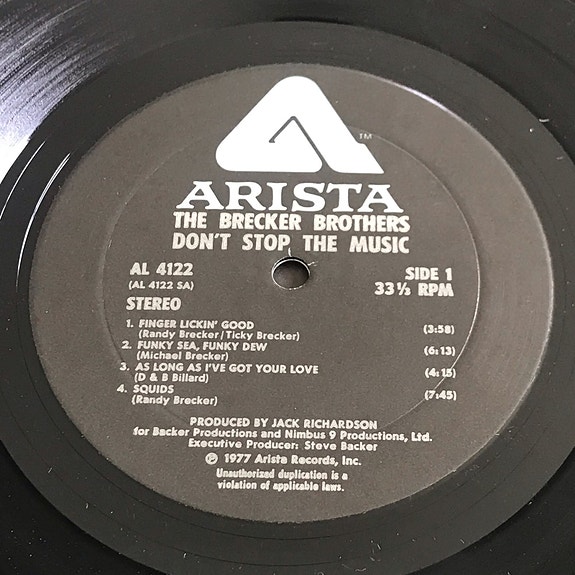 TM
ARISTA
THE BRECKER BROTHERS
DON'T STOP THE MUSIC
AL 4122 SIDE 1
(AL 4122 SA) 33 1/3 RPM
STEREO
1. FINGER LICKIN' GOOD (3:58)
(Randy Brecker/Ticky Brecker)
2. FUNKY SEA, FUNKY DEW (6:13)
(Michael Brecker)
3. AS LONG AS I'VE GOT YOUR LOVE (4:15)
(D & B Billard)
4. SQUIDS (7:45)
(Randy Brecker)
PRODUCED BY JACK RICHARDSON
for Backer Productions and Nimbus 9 Productions, Ltd.
Executive Producer: Steve Backer
℗ 1977 Arista Records, Inc.
Unauthorized duplication is a
violation of applicable laws.